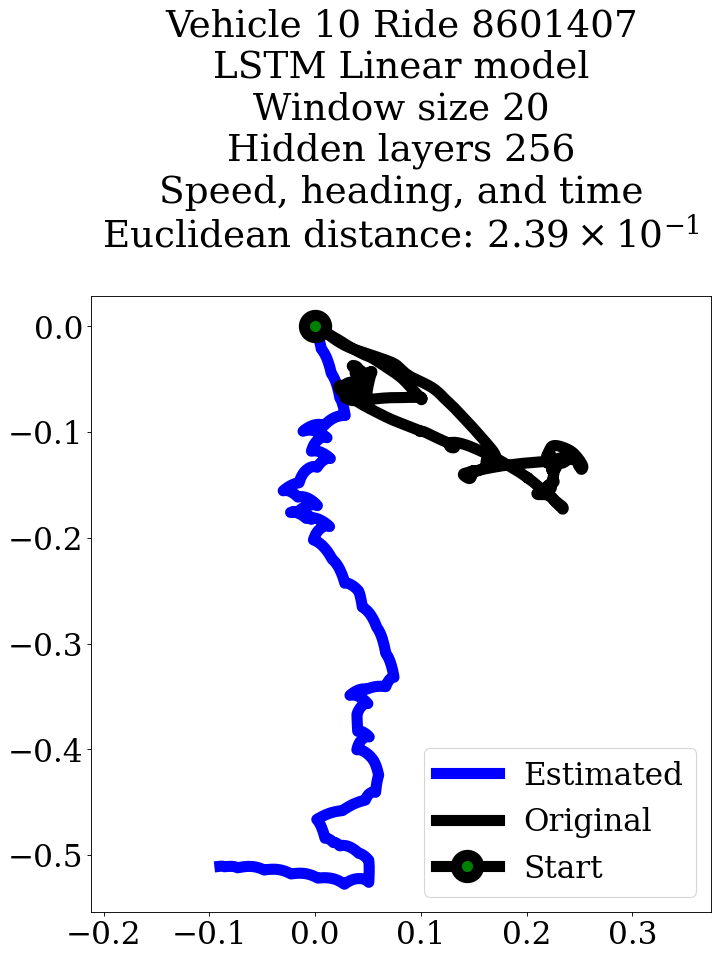 Vehicle 10 Ride 8601407
LSTM Linear model
Window size 20
Hidden layers 256
Speed, heading, and time
Euclidean distance: 2.39 × 10⁻¹
0.0
−0.1
−0.2
−0.3
−0.4
−0.5
Estimated
Original
Start
−0.2 −0.1 0.0 0.1 0.2 0.3